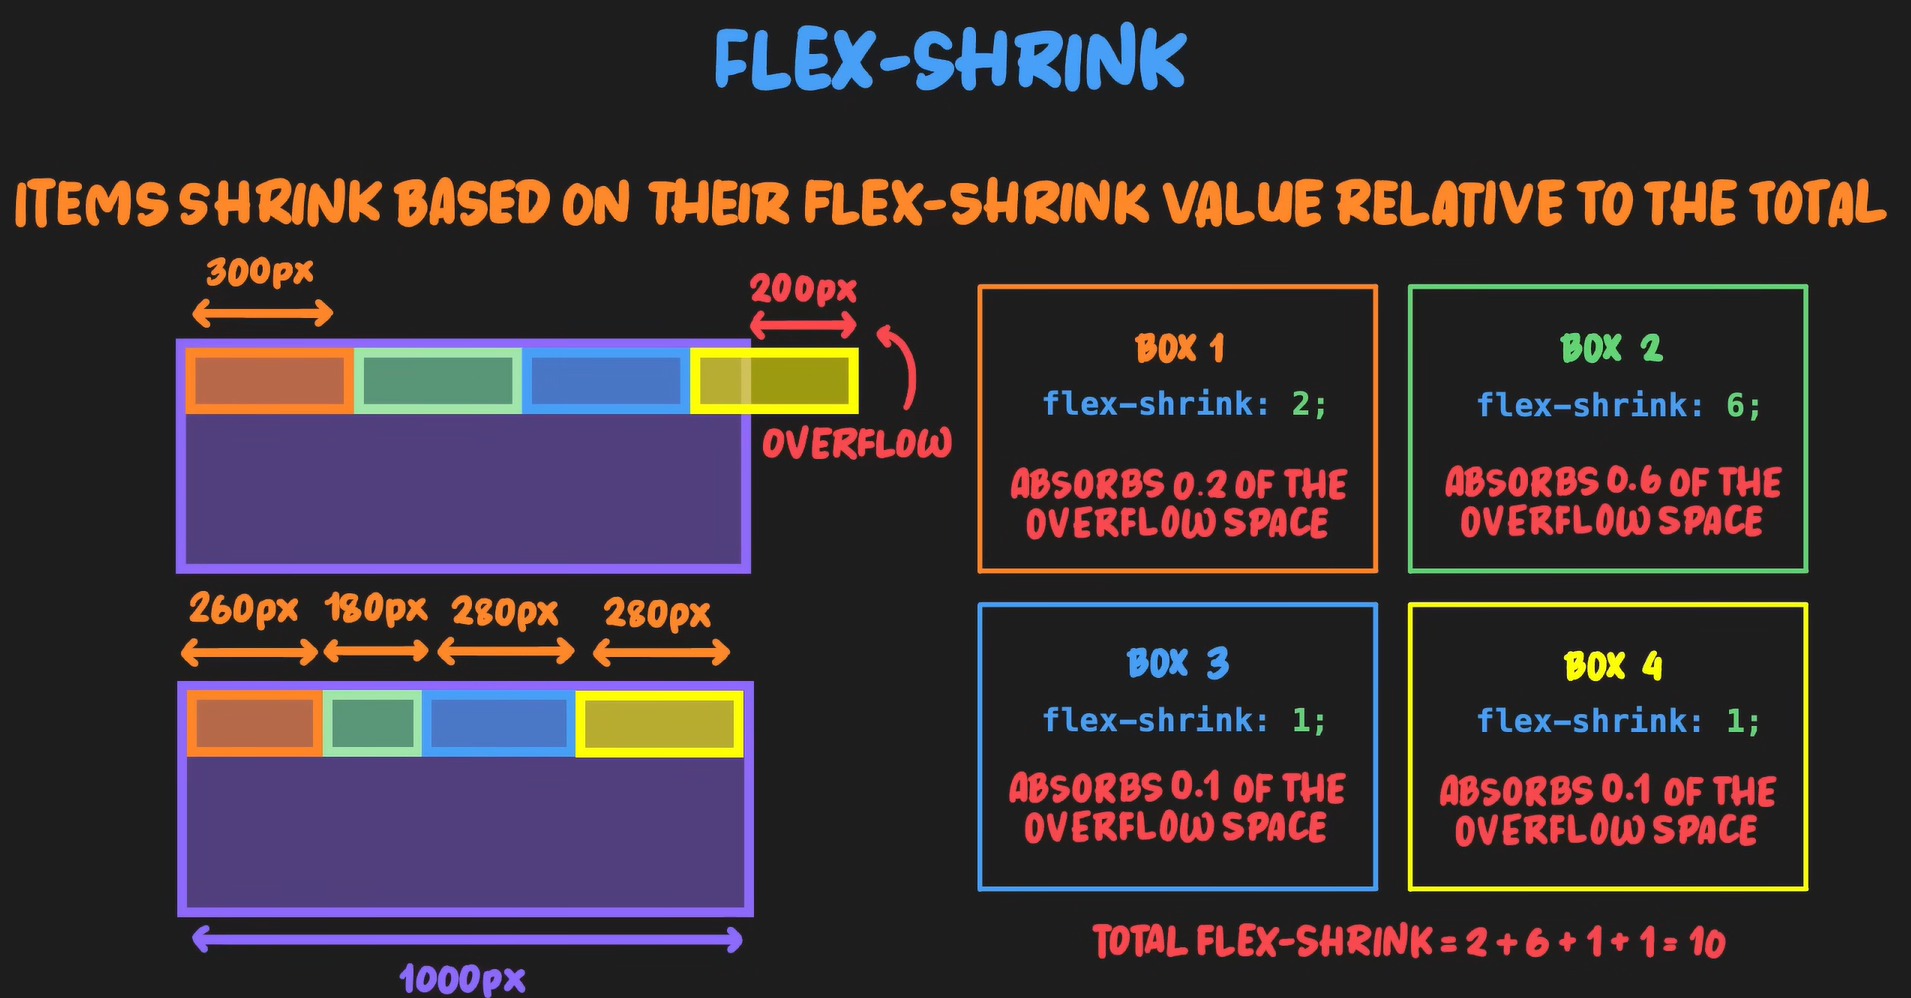 FLEX-SHRINK
ITEMS SHRINK BASED ON THEIR FLEX-SHRINK VALUE RELATIVE TO THE TOTAL
300px
200px
OVERFLOW
260px 180px 280px 280px
1000px
BOX 1
flex-shrink: 2;
ABSORBS 0.2 OF THE
OVERFLOW SPACE
BOX 2
flex-shrink: 6;
ABSORBS 0.6 OF THE
OVERFLOW SPACE
BOX 3
flex-shrink: 1;
ABSORBS 0.1 OF THE
OVERFLOW SPACE
BOX 4
flex-shrink: 1;
ABSORBS 0.1 OF THE
OVERFLOW SPACE
TOTAL FLEX-SHRINK = 2 + 6 + 1 + 1 = 10